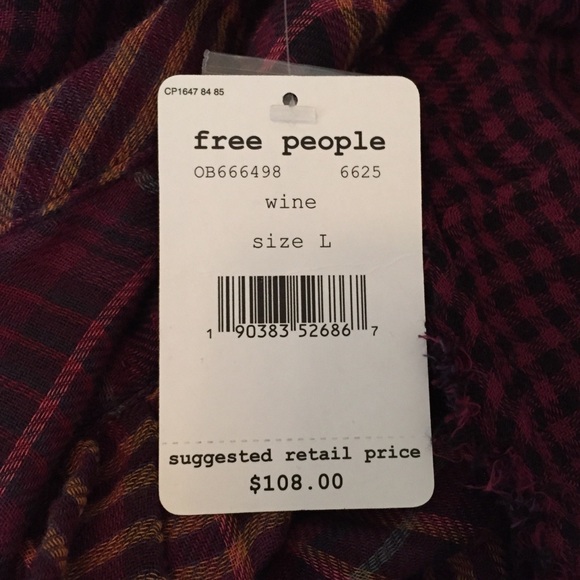 CP1647 84 85
free people
OB666498 6625
wine
size L
1 90383 52686 7
suggested retail price
$108.00